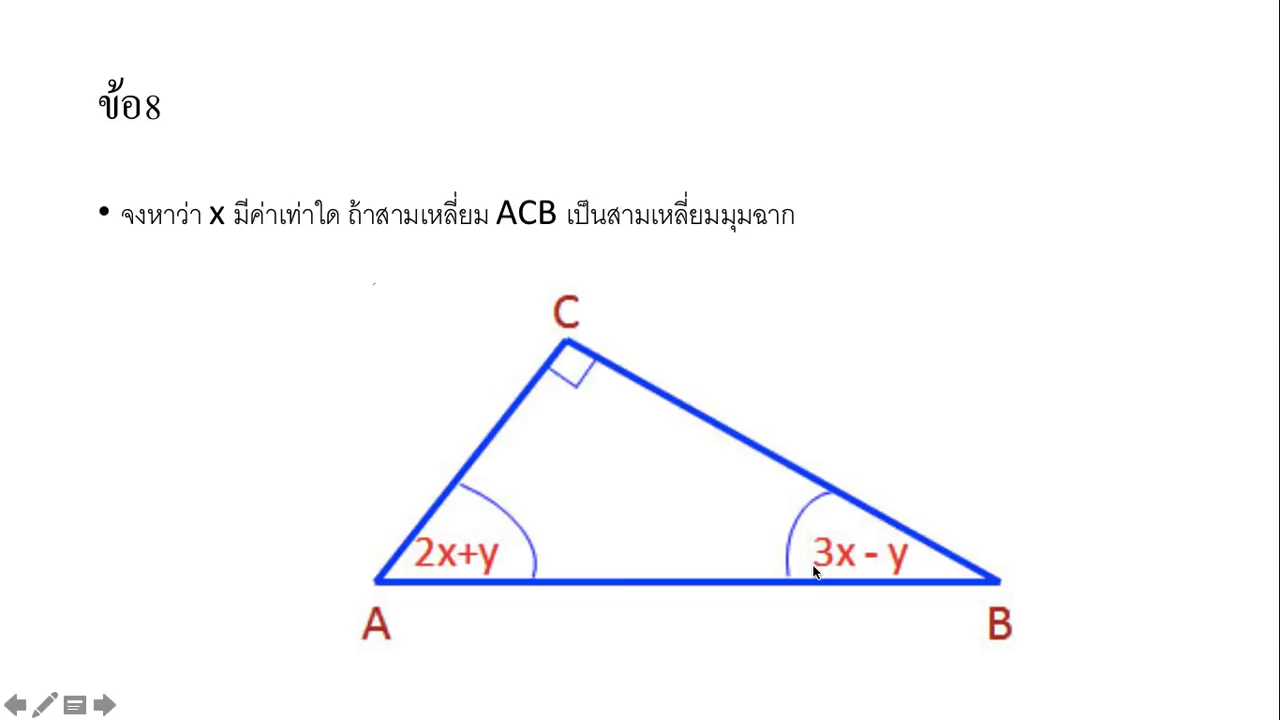 ข้อ8
• จงหาว่า x มีค่าเท่าใด ถ้าสามเหลี่ยม ACB เป็นสามเหลี่ยมมุมฉาก
C
2x+y
3x - y
A
B